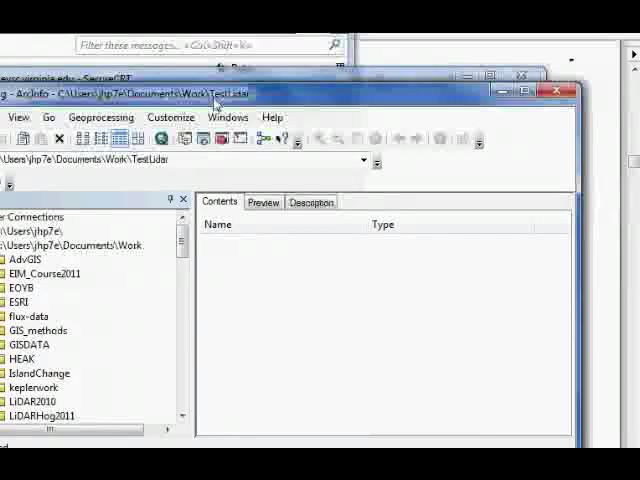 Filter these messages... <Ctrl+Shift+K>
evsc.virginia.edu - SecureCRT
g - ArcInfo - C:\Users\jhp7e\Documents\Work\TestLidar
View Go Geoprocessing Customize Windows Help
Users\jhp7e\Documents\Work\TestLidar
Contents Preview Description
Name Type
er Connections
\Users\jhp7e\
\Users\jhp7e\Documents\Work
AdvGIS
EIM_Course2011
EOYB
ESRI
flux-data
GIS_methods
GISDATA
HEAK
IslandChange
keplerwork
LiDAR2010
LiDARHog2011